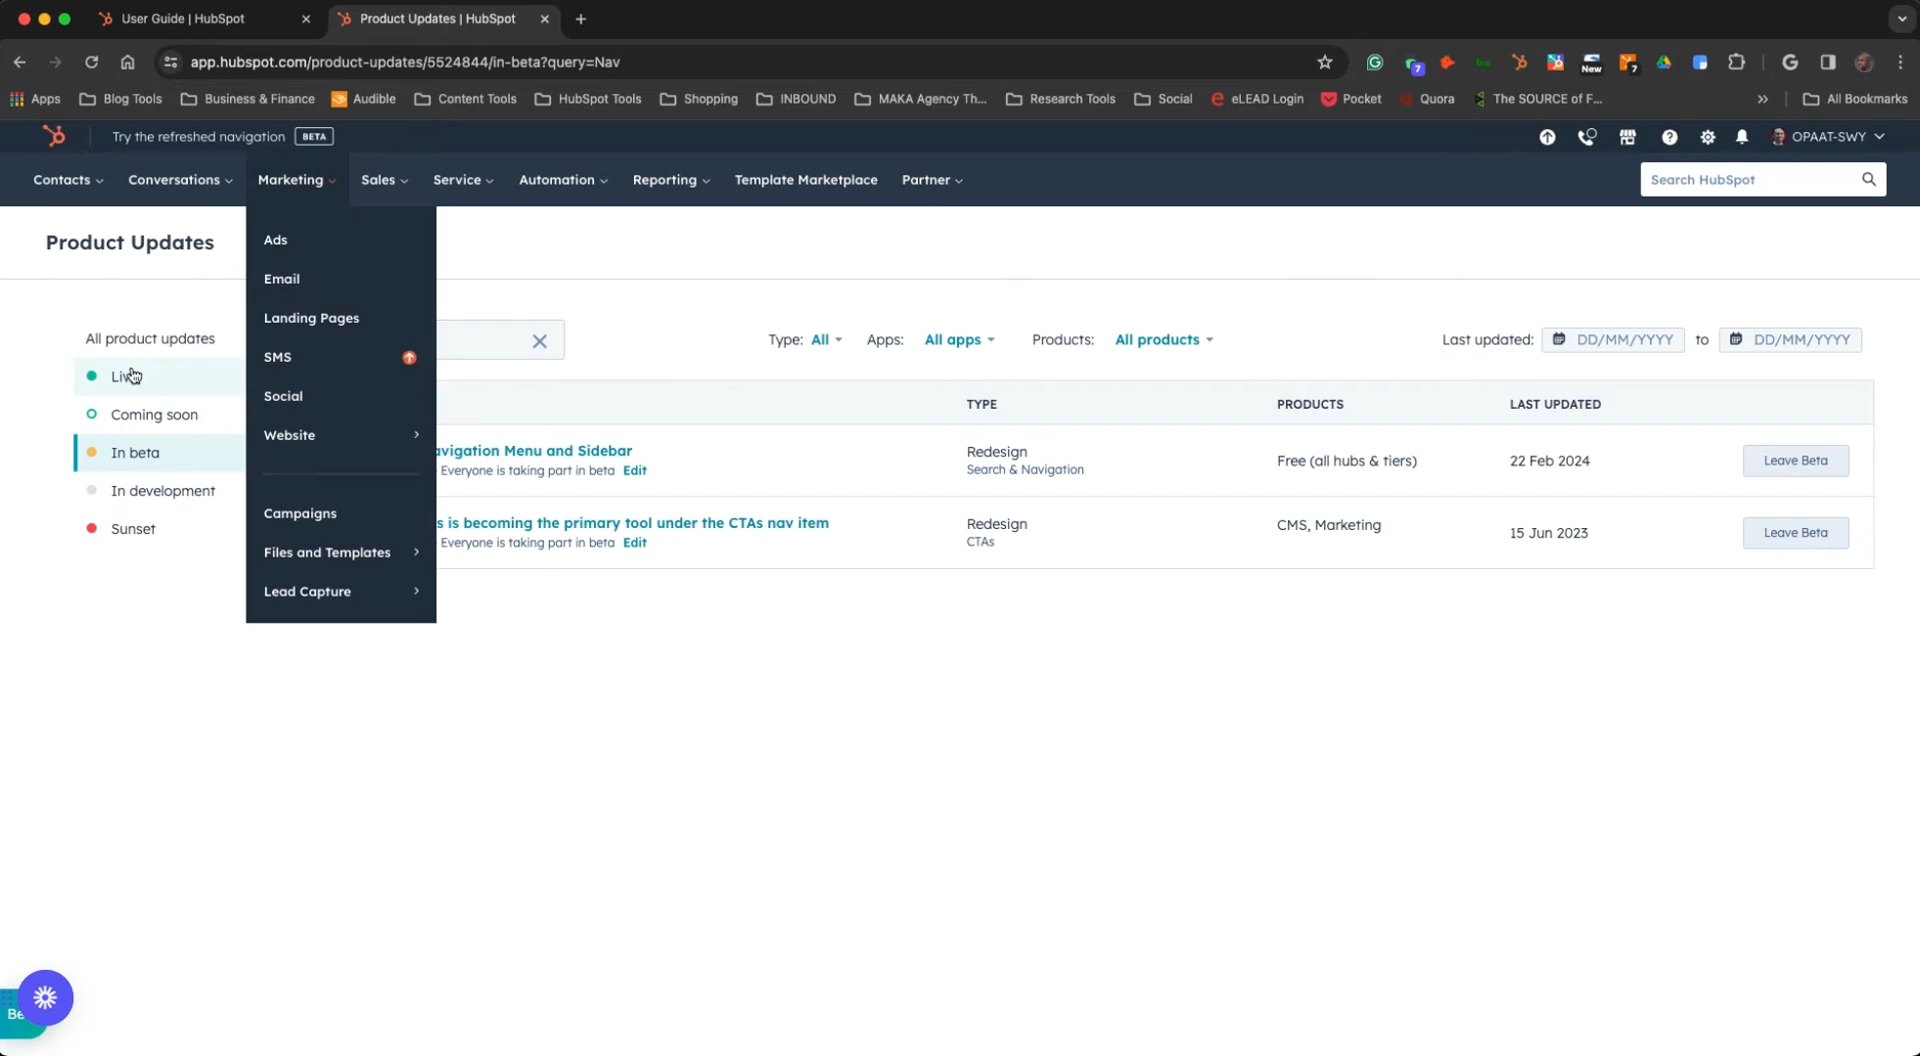 User Guide | HubSpot
Product Updates | HubSpot
app.hubspot.com/product-updates/5524844/in-beta?query=Nav
7
New
7
Apps
Blog Tools
Business & Finance
Audible
Content Tools
HubSpot Tools
Shopping
INBOUND
MAKA Agency Th...
Research Tools
Social
eLEAD Login
Pocket
Quora
The SOURCE of F...
All Bookmarks
Try the refreshed navigation BETA
OPAAT-SWY
Contacts
Conversations
Marketing
Sales
Service
Automation
Reporting
Template Marketplace
Partner
Search HubSpot
Product Updates
Ads
Email
Landing Pages
SMS
Social
Website
Campaigns
Files and Templates
Lead Capture
All product updates
Coming soon
In beta
In development
Sunset
Type: All
Apps: All apps
Products: All products
Last updated: DD/MM/YYYY to DD/MM/YYYY
TYPE
PRODUCTS
LAST UPDATED
avigation Menu and Sidebar
Everyone is taking part in beta Edit
Redesign
Search & Navigation
Free (all hubs & tiers)
22 Feb 2024
Leave Beta
s is becoming the primary tool under the CTAs nav item
Everyone is taking part in beta Edit
Redesign
CTAs
CMS, Marketing
15 Jun 2023
Leave Beta
Be